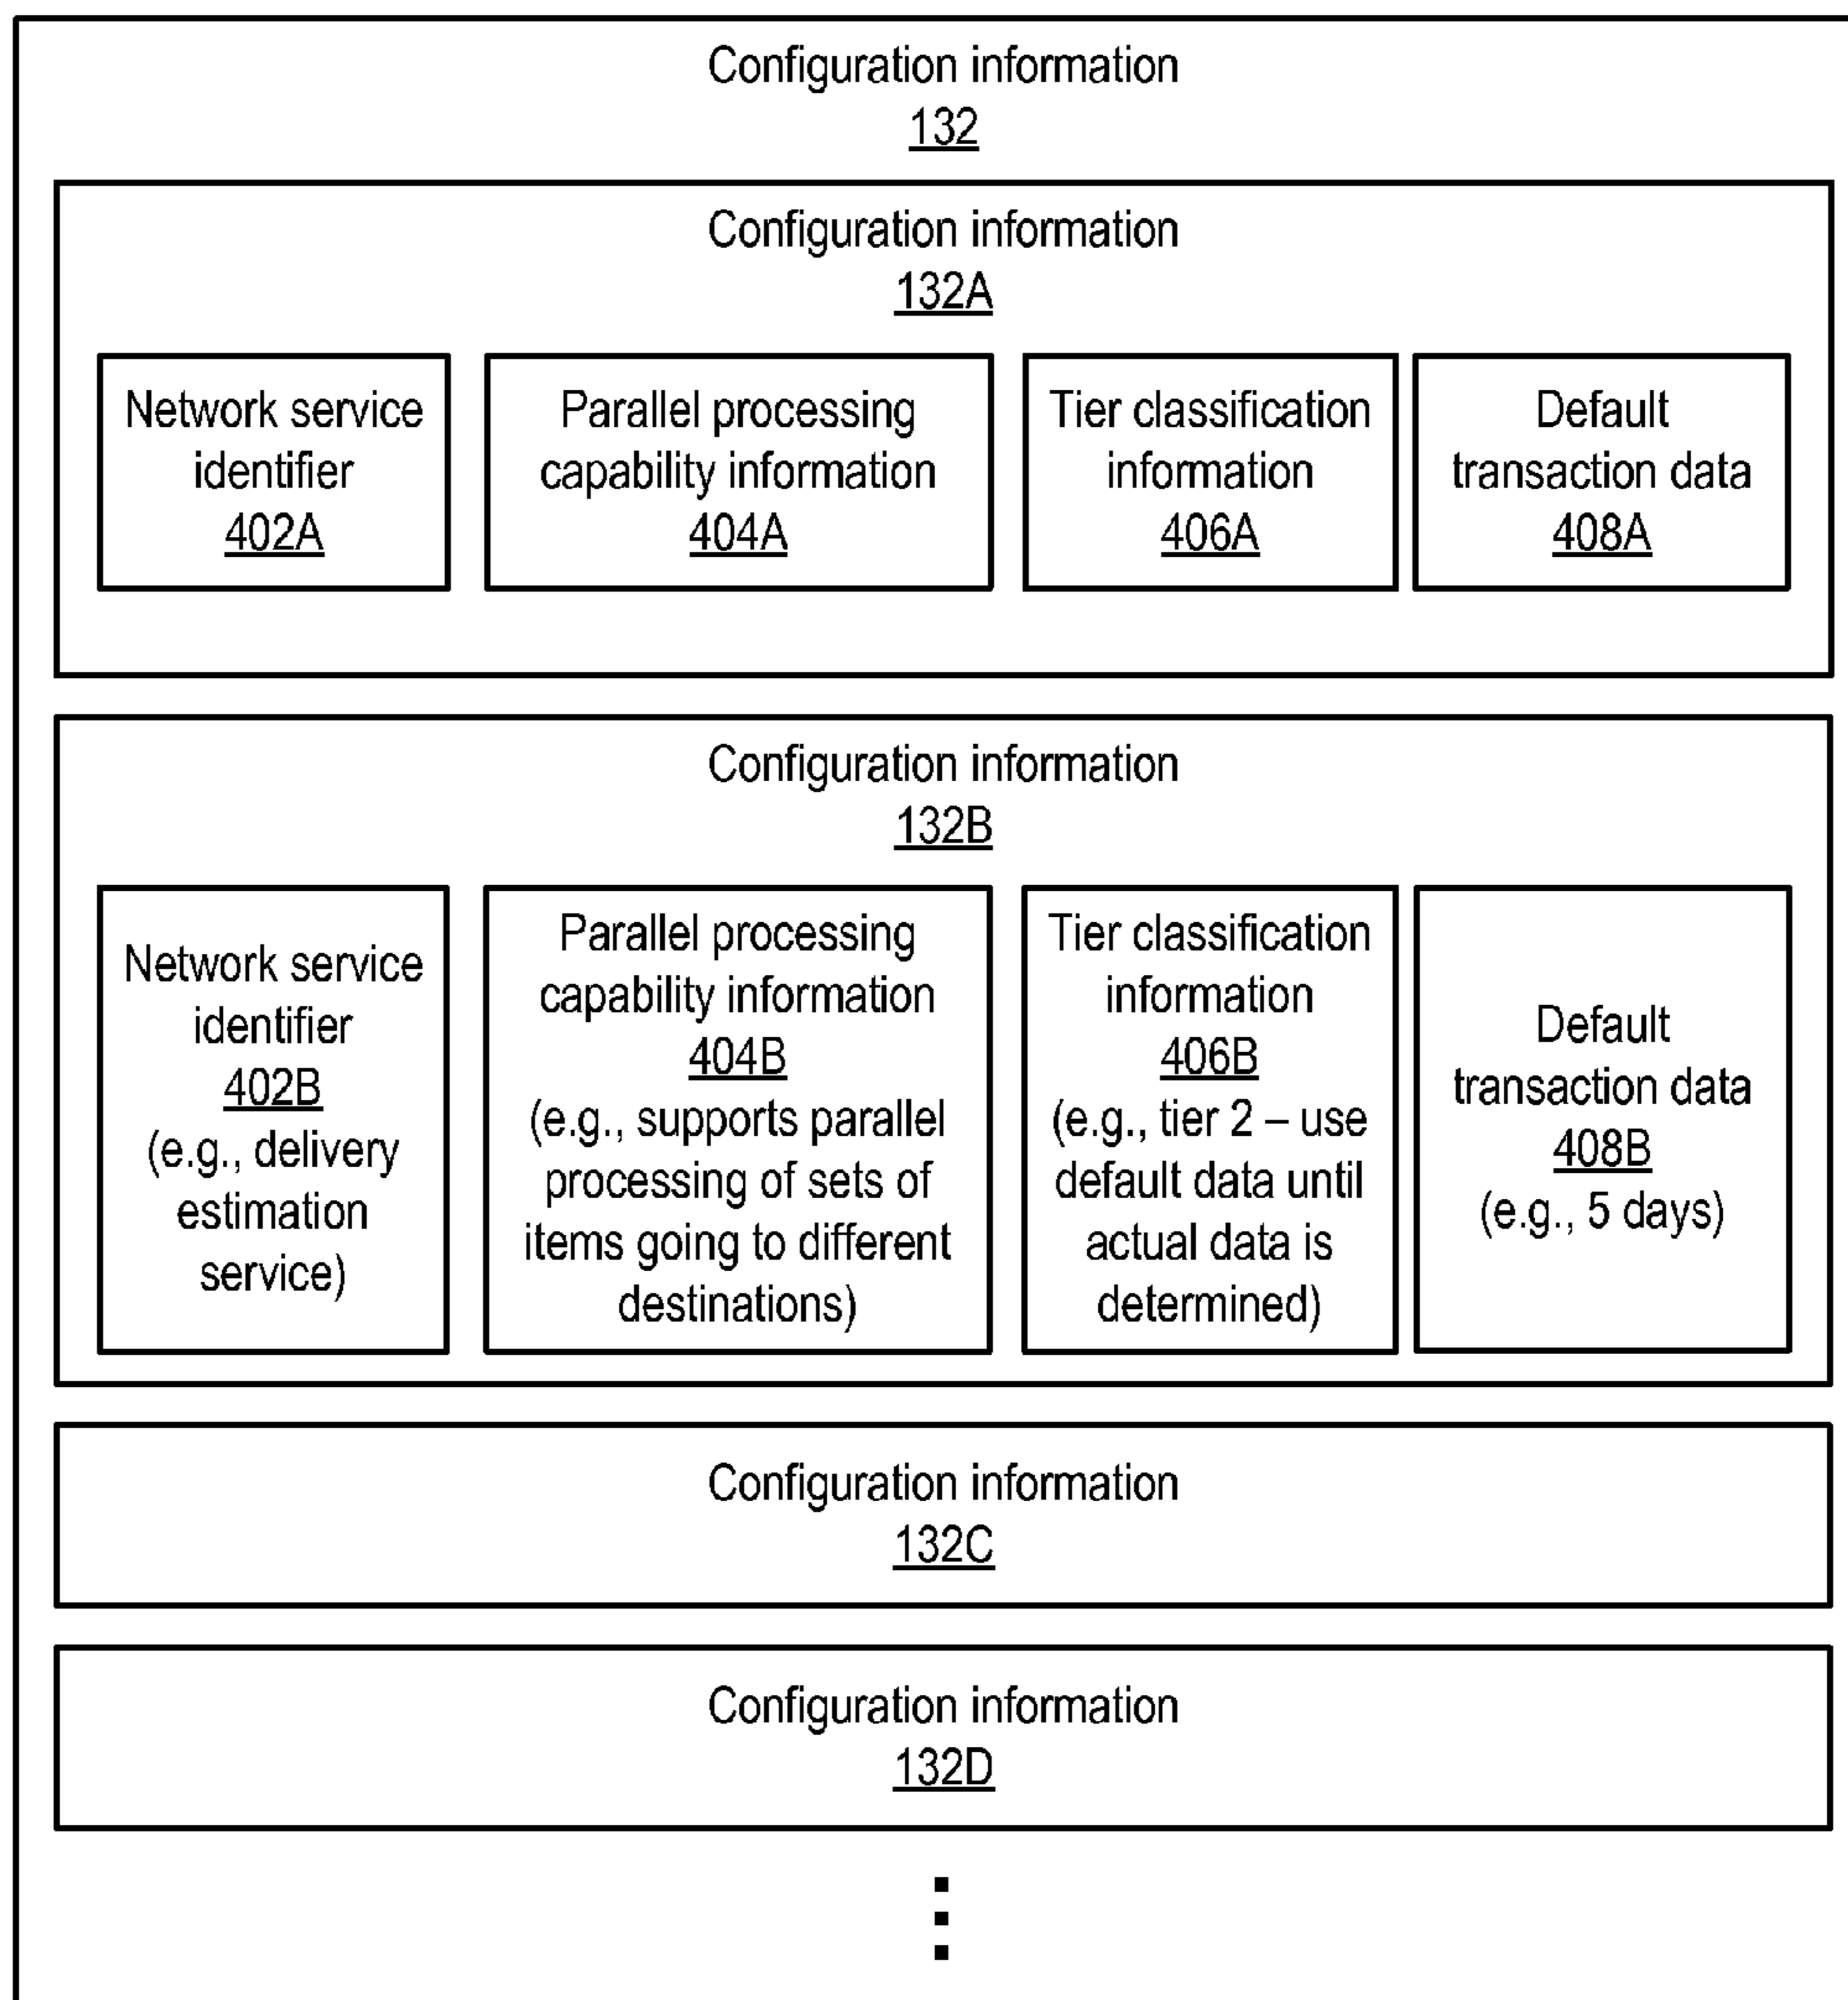 Configuration information
132
Configuration information
132A
Network service
identifier
402A
Parallel processing
capability information
404A
Tier classification
information
406A
Default
transaction data
408A
Configuration information
132B
Network service
identifier
402B
(e.g., delivery
estimation
service)
Parallel processing
capability information
404B
(e.g., supports parallel
processing of sets of
items going to different
destinations)
Tier classification
information
406B
(e.g., tier 2 – use
default data until
actual data is
determined)
Default
transaction data
408B
(e.g., 5 days)
Configuration information
132C
Configuration information
132D